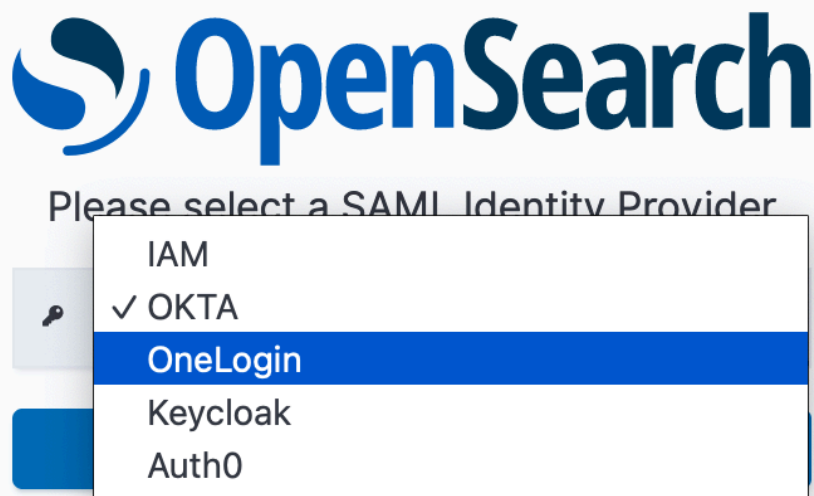 OpenSearch
Please select a SAML Identity Provider
IAM
✓ OKTA
OneLogin
Keycloak
Auth0